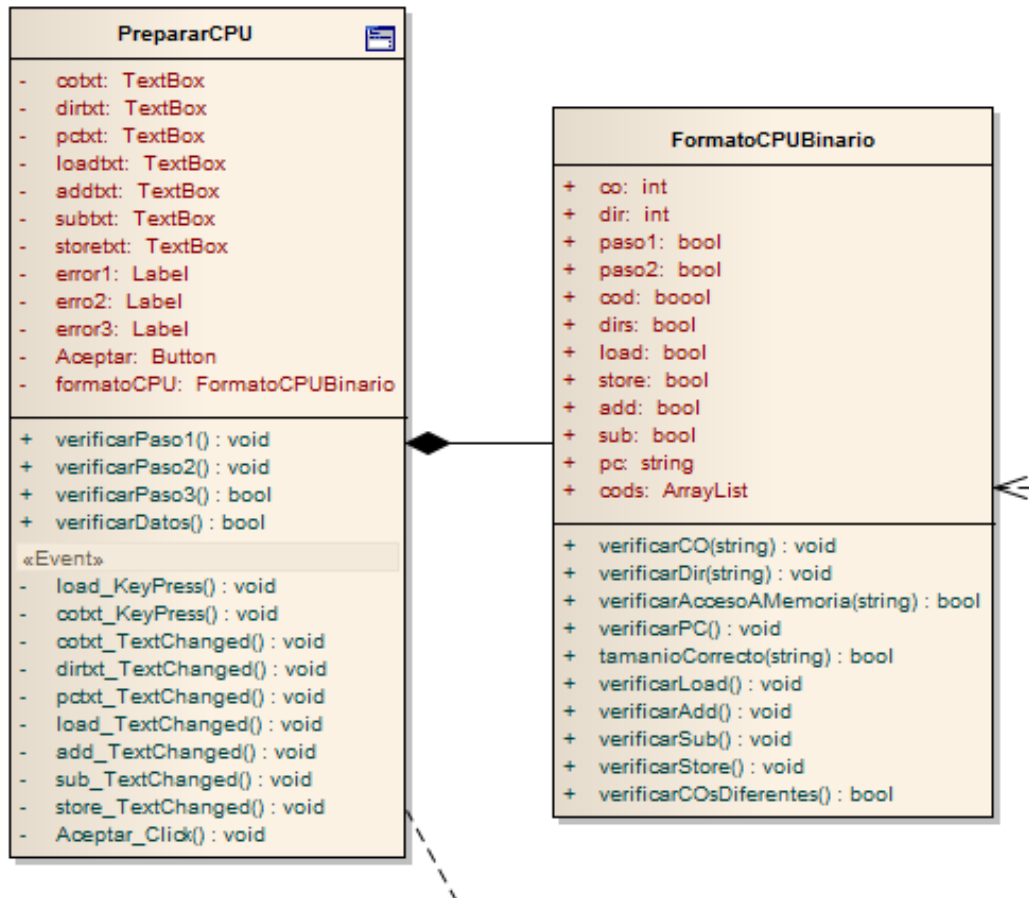 PrepararCPU
- cotxt: TextBox
- dirtxt: TextBox
- pctxt: TextBox
- loadtxt: TextBox
- addtxt: TextBox
- subtxt: TextBox
- storetxt: TextBox
- error1: Label
- erro2: Label
- error3: Label
- Aceptar: Button
- formatoCPU: FormatoCPUBinario
+ verificarPaso1() : void
+ verificarPaso2() : void
+ verificarPaso3() : bool
+ verificarDatos() : bool
«Event»
- load_KeyPress() : void
- cotxt_KeyPress() : void
- cotxt_TextChanged() : void
- dirtxt_TextChanged() : void
- pctxt_TextChanged() : void
- load_TextChanged() : void
- add_TextChanged() : void
- sub_TextChanged() : void
- store_TextChanged() : void
- Aceptar_Click() : void
FormatoCPUBinario
+ co: int
+ dir: int
+ paso1: bool
+ paso2: bool
+ cod: boool
+ dirs: bool
+ load: bool
+ store: bool
+ add: bool
+ sub: bool
+ pc: string
+ cods: ArrayList
+ verificarCO(string) : void
+ verificarDir(string) : void
+ verificarAccesoAMemoria(string) : bool
+ verificarPC() : void
+ tamanioCorrecto(string) : bool
+ verificarLoad() : void
+ verificarAdd() : void
+ verificarSub() : void
+ verificarStore() : void
+ verificarCOsDiferentes() : bool